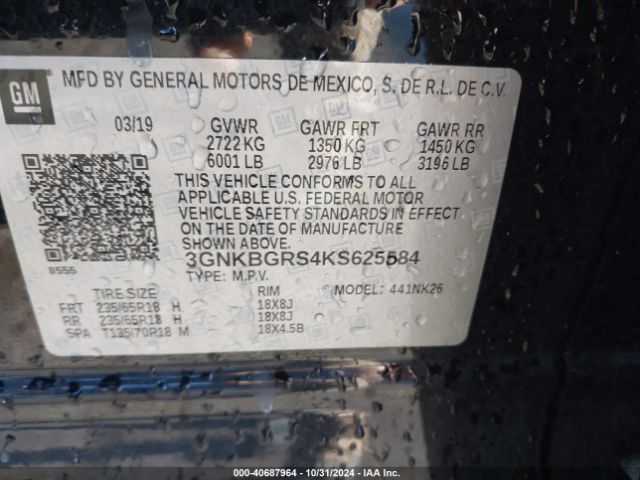 GM
MFD BY GENERAL MOTORS DE MEXICO, S. DE R.L. DE C.V.
03/19 GVWR GAWR FRT GAWR RR
2722 KG 1350 KG 1450 KG
6001 LB 2976 LB 3196 LB
THIS VEHICLE CONFORMS TO ALL
APPLICABLE U.S. FEDERAL MOTOR
VEHICLE SAFETY STANDARDS IN EFFECT
ON THE DATE OF MANUFACTURE
SHOWN ABOVE.
8555
3GNKBGRS4KS625584
TYPE: M.P.V. MODEL: 441NK26
TIRE SIZE RIM
FRT 235/65R18 H 18X8J
RR 235/65R18 H 18X8J
SPA T135/70R18 M 18X4.5B
000-40687964 | 10/31/2024 | IAA Inc.